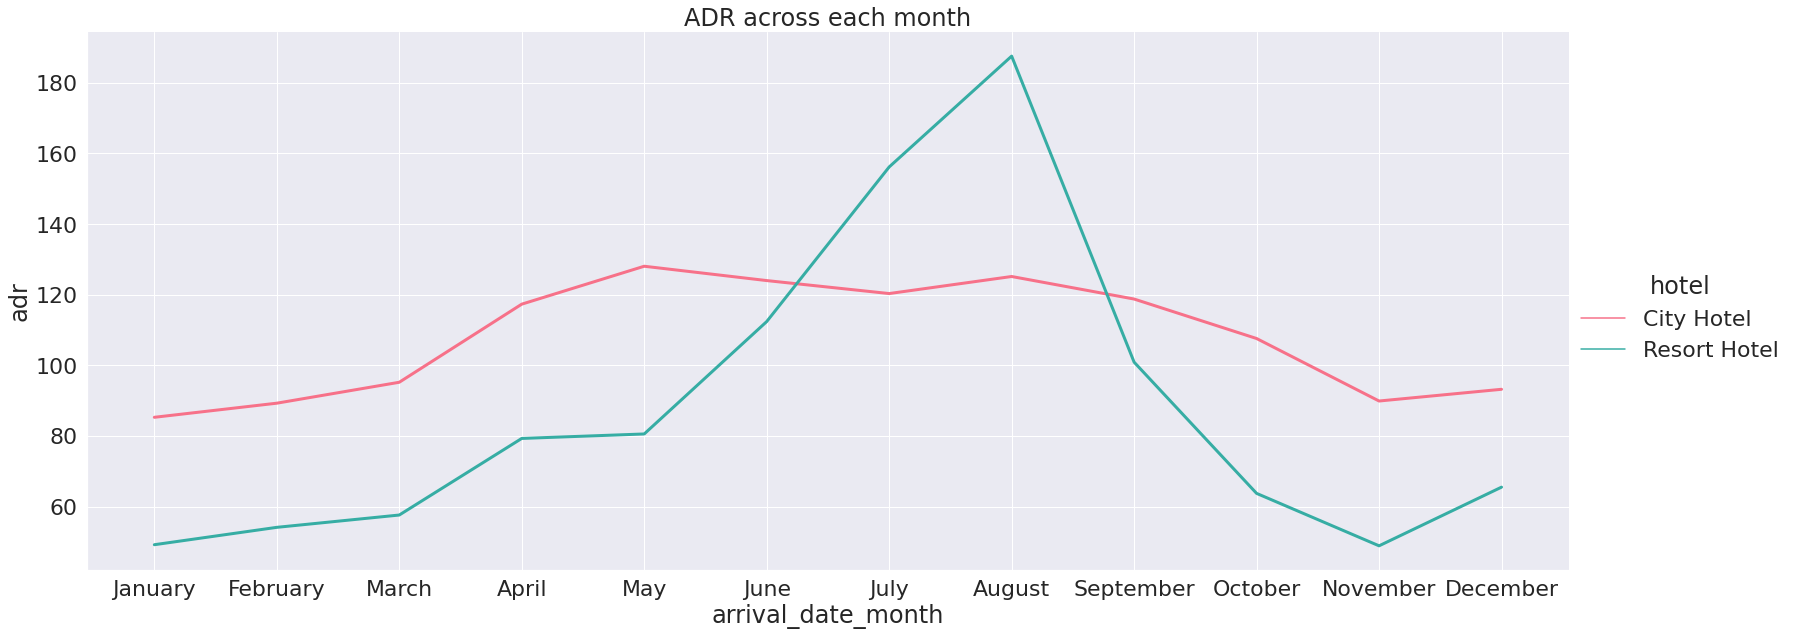 ADR across each month
adr
180
160
140
120
100
80
60
January February March April May June July August September October November December
arrival_date_month
hotel
City Hotel
Resort Hotel